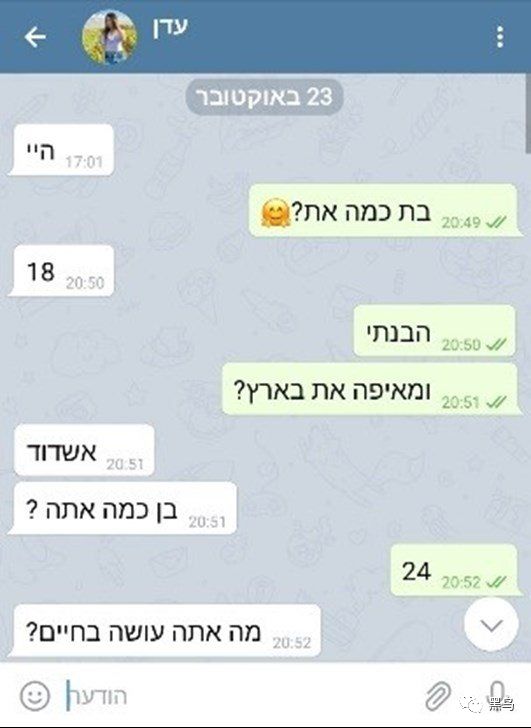 עדן
23 באוקטובר
היי 17:01
בת כמה את?🤗 20:49
18 20:50
הבנתי 20:50
ומאיפה את בארץ? 20:51
אשדוד 20:51
בן כמה אתה ? 20:51
24 20:52
מה אתה עושה בחיים? 20:52
הודעה
黑鸟